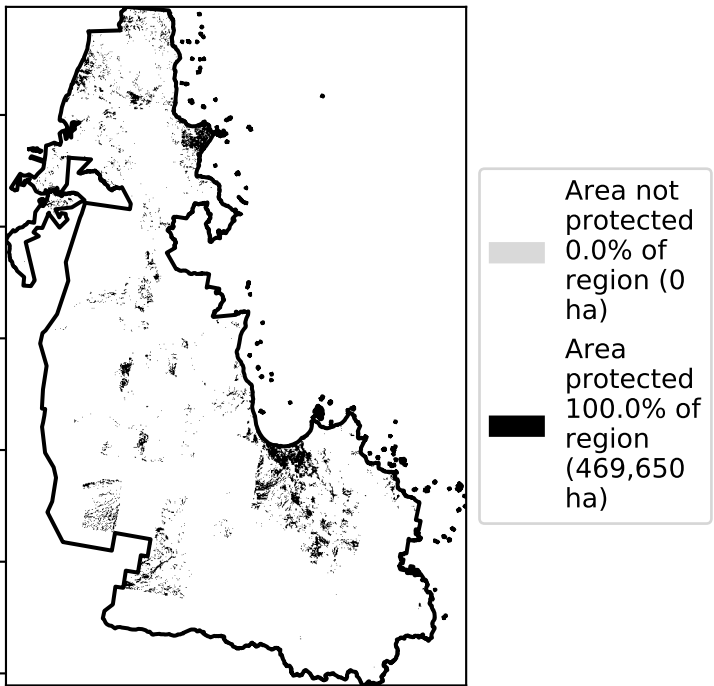 Area not
protected
0.0% of
region (0
ha)
Area
protected
100.0% of
region
(469,650
ha)